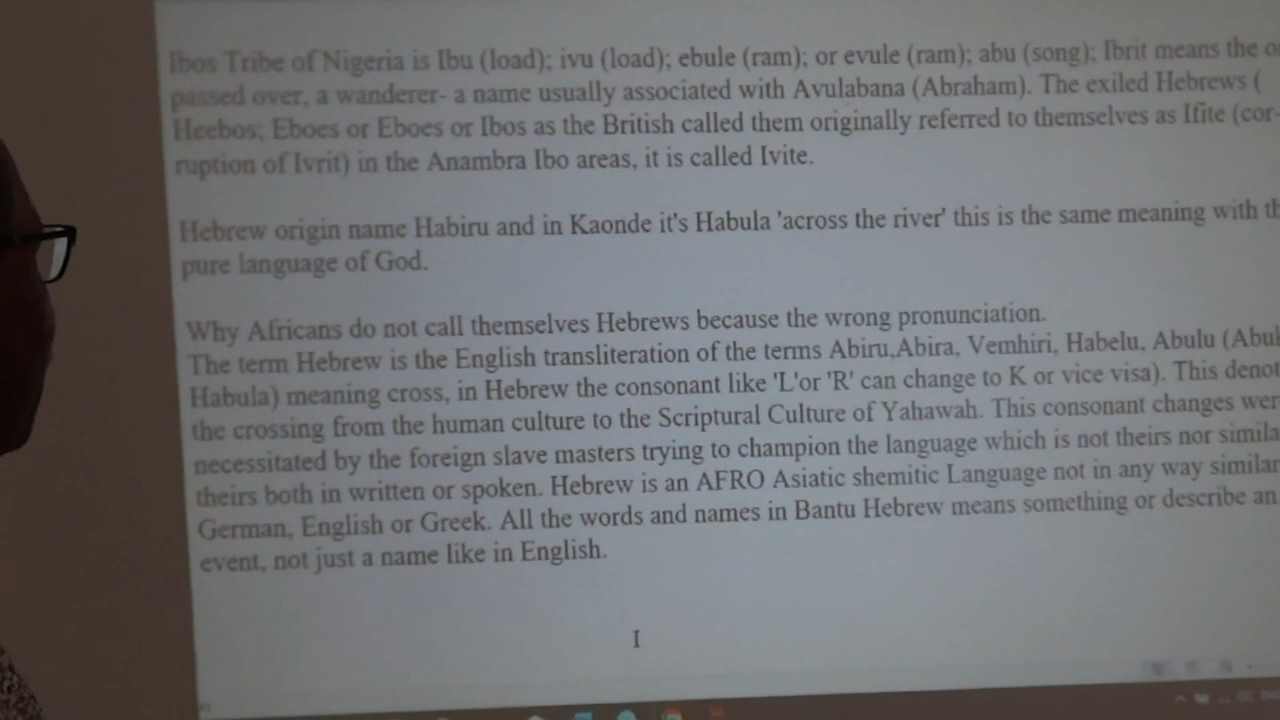 Ibos Tribe of Nigeria is Ibu (load); ivu (load); ebule (ram); or evule (ram); abu (song); Ibrit means the
passed over, a wanderer- a name usually associated with Avulabana (Abraham). The exiled Hebrews (
Heebos; Eboes or Eboes or Ibos as the British called them originally referred to themselves as Ifite (cor-
ruption of Ivrit) in the Anambra Ibo areas, it is called Ivite.
Hebrew origin name Habiru and in Kaonde it's Habula 'across the river' this is the same meaning with
pure language of God.
Why Africans do not call themselves Hebrews because the wrong pronunciation.
The term Hebrew is the English transliteration of the terms Abiru,Abira, Vemhiri, Habelu, Abulu
Habula) meaning cross, in Hebrew the consonant like 'L'or 'R' can change to K or vice visa). This
the crossing from the human culture to the Scriptural Culture of Yahawah. This consonant changes
necessitated by the foreign slave masters trying to champion the language which is not theirs nor
theirs both in written or spoken. Hebrew is an AFRO Asiatic shemitic Language not in any way similar
German, English or Greek. All the words and names in Bantu Hebrew means something or describe an
event, not just a name like in English.